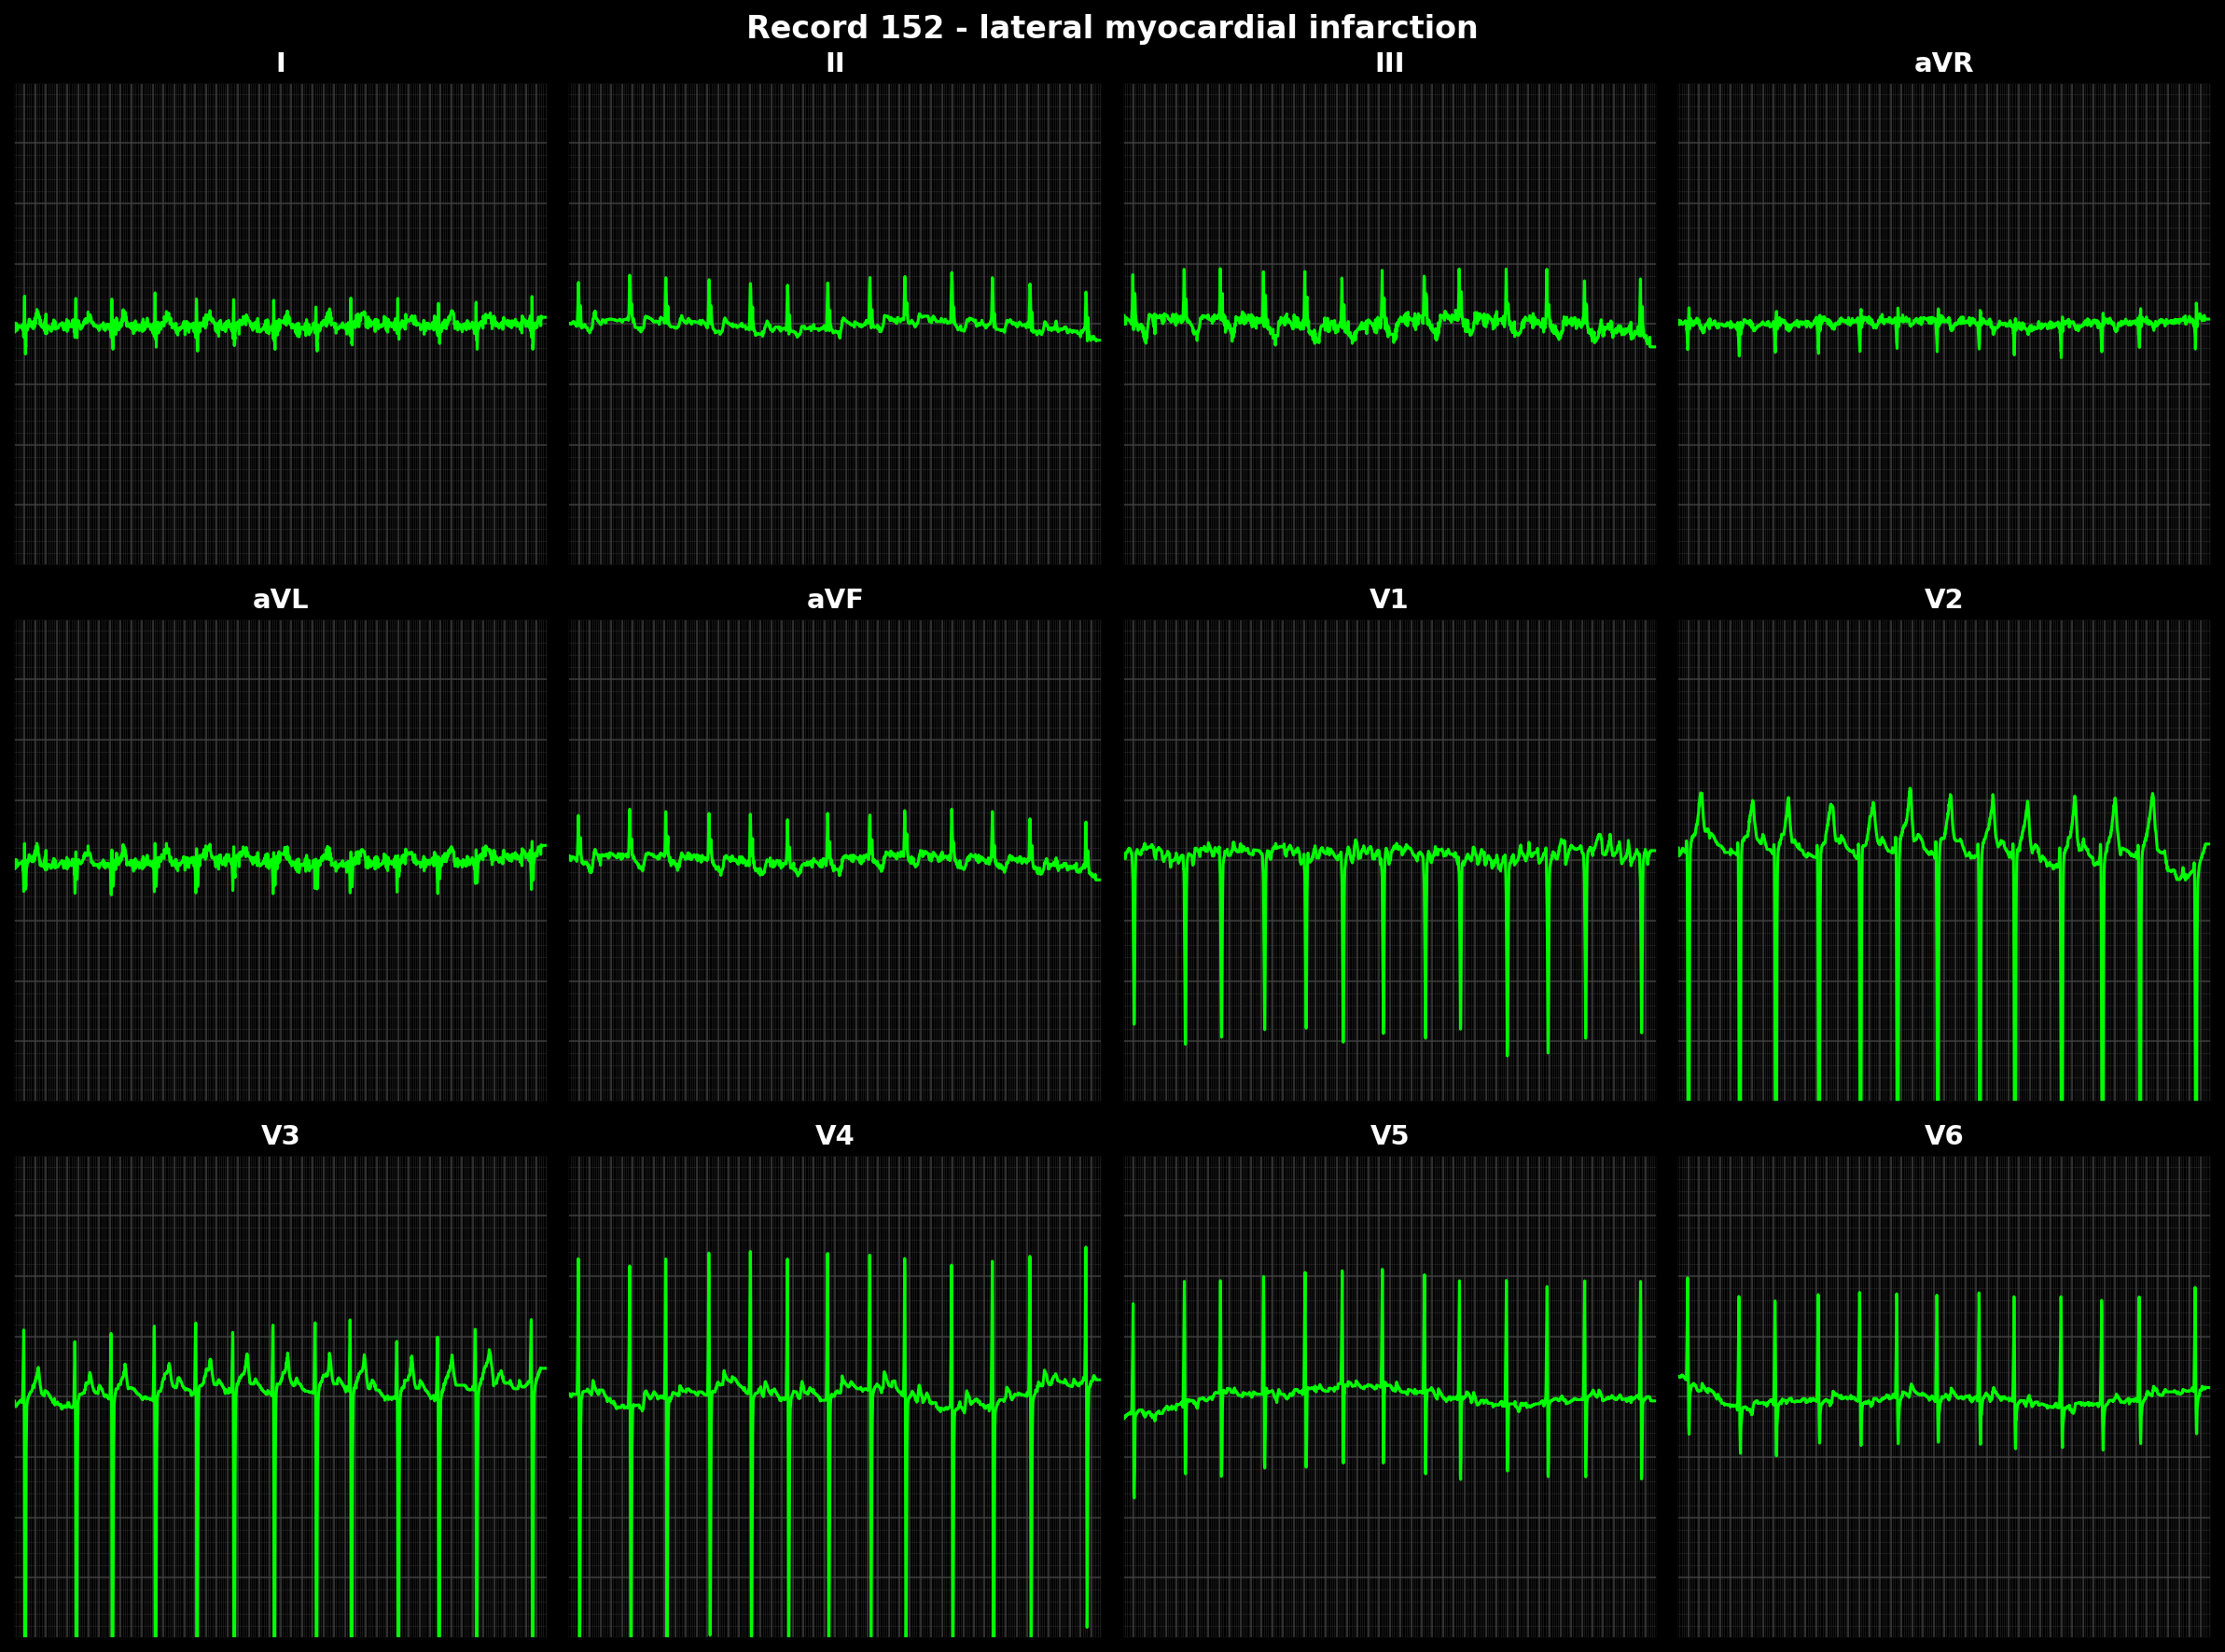 Record 152 - lateral myocardial infarction
I II III aVR
aVL aVF V1 V2
V3 V4 V5 V6